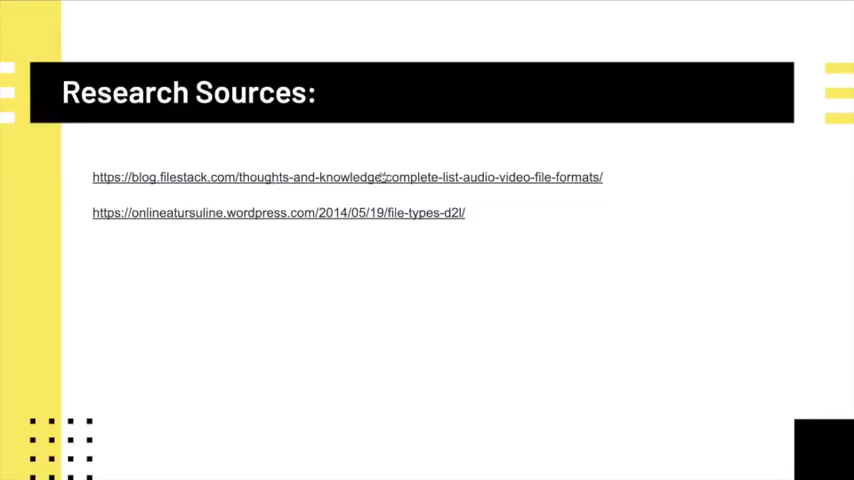 Research Sources:
https://blog.filestack.com/thoughts-and-knowledge/complete-list-audio-video-file-formats/
https://onlineatursuline.wordpress.com/2014/05/19/file-types-d2l/